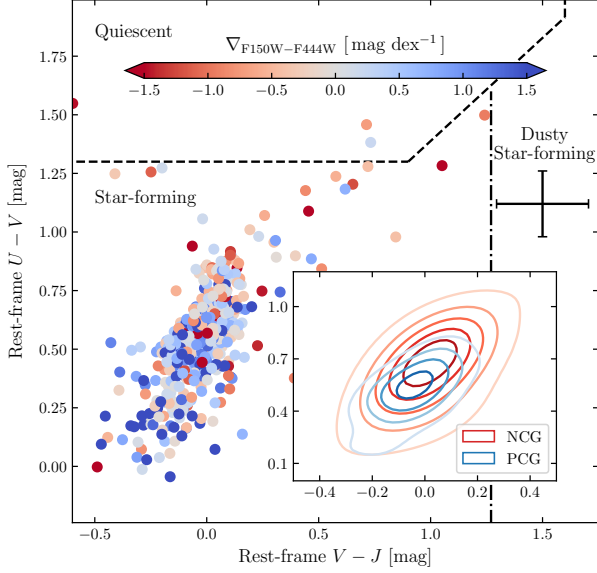 Quiescent
∇F150W−F444W [mag dex−1]
−1.5 −1.0 −0.5 0.0 0.5 1.0 1.5
Dusty
Star-forming
Star-forming
Rest-frame U − V [mag]
1.75
1.50
1.25
1.00
0.75
0.50
0.25
0.00
1.0
0.7
0.4
0.1
NCG
PCG
−0.4 −0.2 0.0 0.2 0.4
−0.5 0.0 0.5 1.0 1.5
Rest-frame V − J [mag]